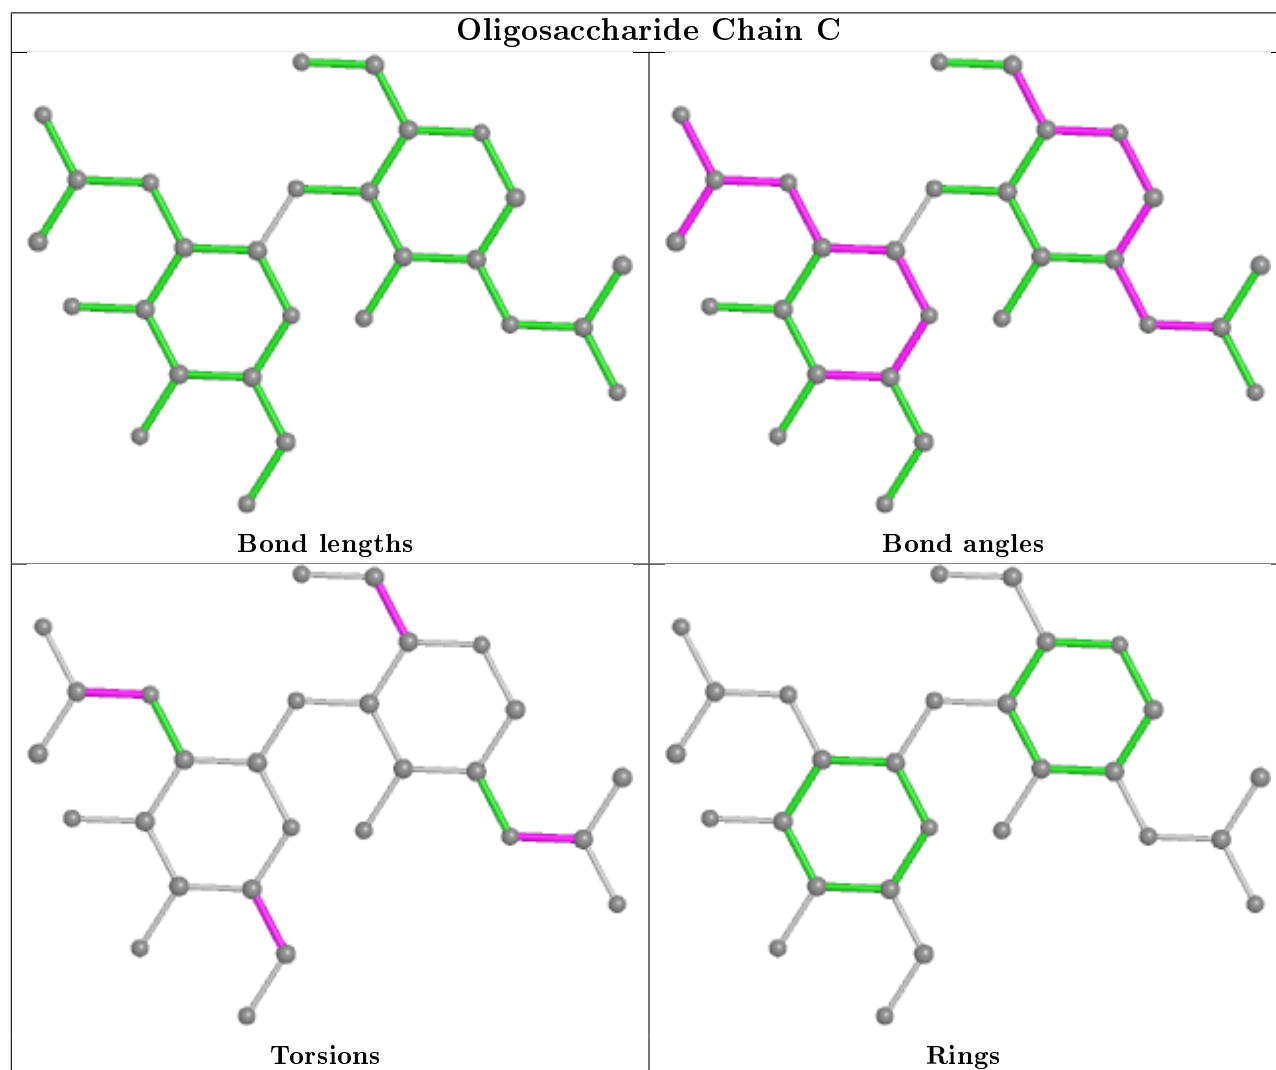 Oligosaccharide Chain C
Bond lengths
Bond angles
Torsions
Rings